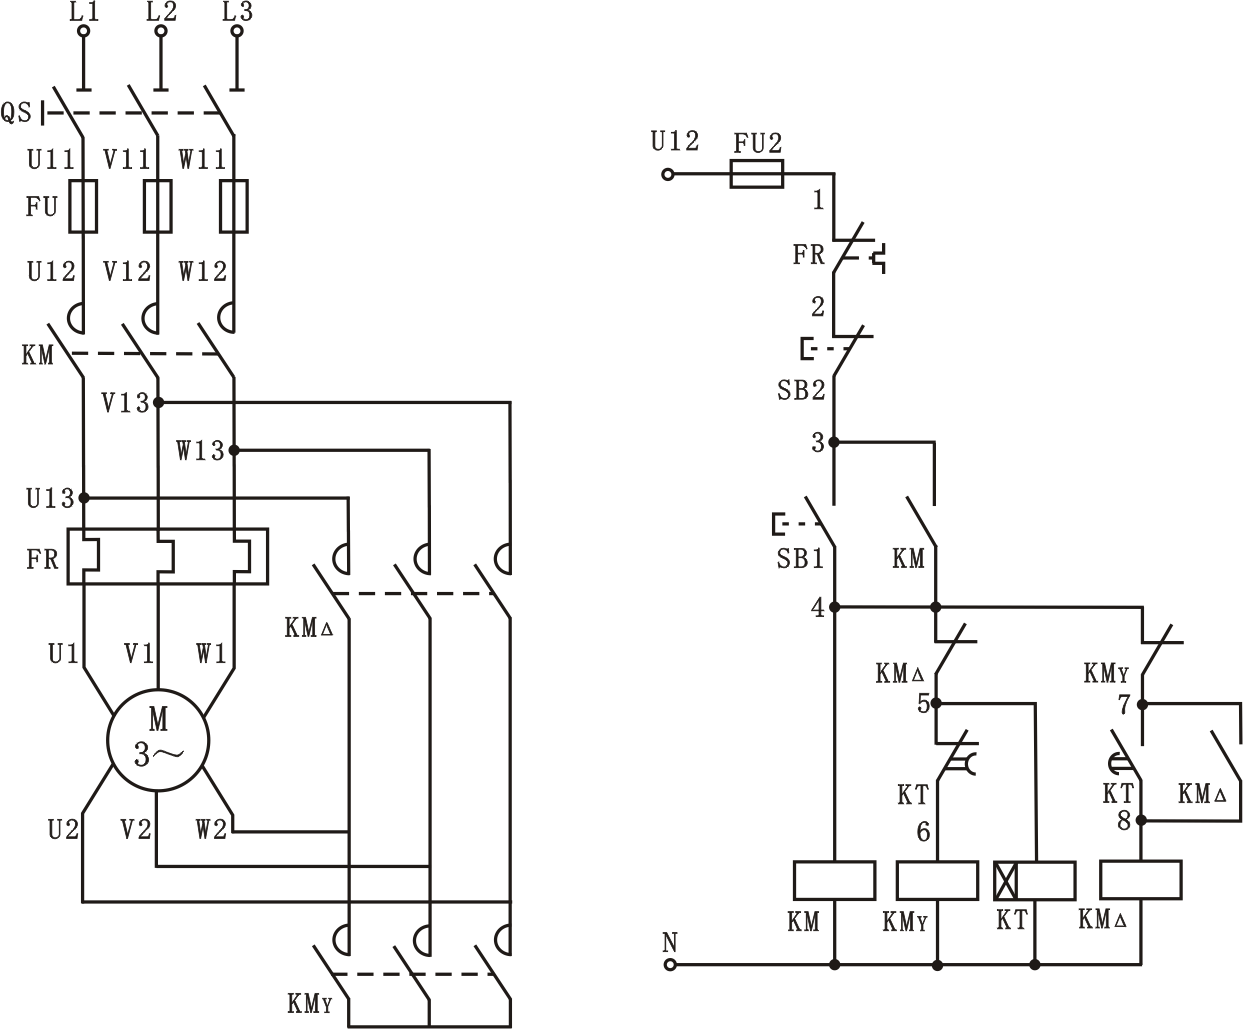 L1 L2 L3
QS
U11 V11 W11
FU
U12 V12 W12
KM
V13
W13
U13
FR
KM△
U1 V1 W1
M
3～
U2 V2 W2
KMY
U12 FU2
1
FR
2
SB2
3
SB1 KM
4
KM△ KMY
5 7
KT KT KM△
6 8
KM KMY KT KM△
N